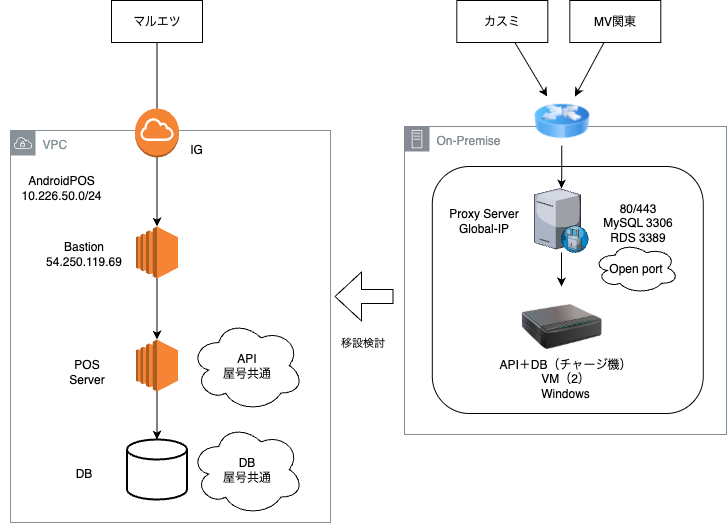 マルエツ
カスミ
MV関東
VPC
IG
On-Premise
AndroidPOS
10.226.50.0/24
Bastion
54.250.119.69
POS
Server
API
屋号共通
DB
DB
屋号共通
移設検討
Proxy Server
Global-IP
80/443
MySQL 3306
RDS 3389
Open port
API＋DB（チャージ機）
VM（2）
Windows